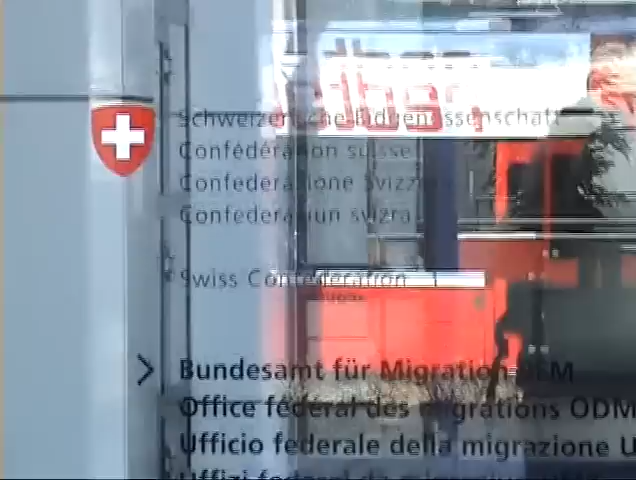 Schweizerische Eidgenossenschaft
Confédération suisse
Confederazione Svizzera
Confederaziun svizra
Swiss Confederation
Bundesamt für Migration BFM
Office fédéral des migrations ODM
Ufficio federale della migrazione U